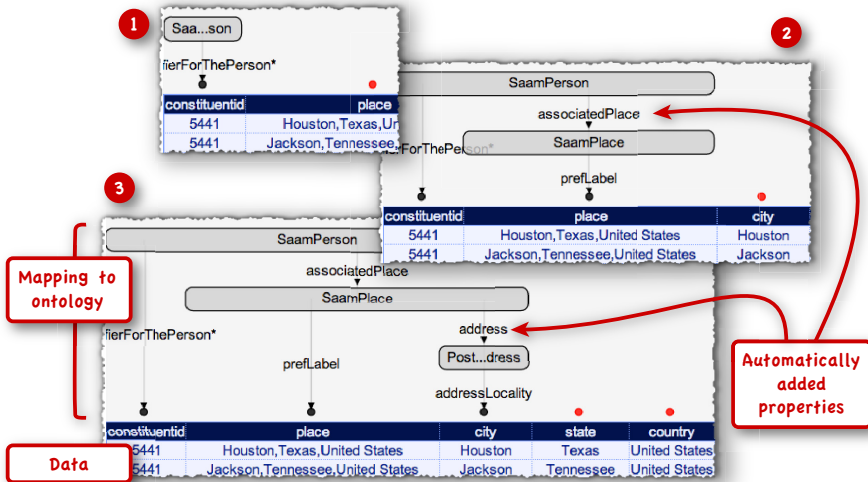 1
Saa...son
fierForThePerson*
constituentid place
5441 Houston,Texas,Un
5441 Jackson,Tennessee,
2
SaamPerson
associatedPlace
SaamPlace
erForThePerson*
prefLabel
constituentid place city
5441 Houston,Texas,United States Houston
5441 Jackson,Tennessee,United States Jackson
3
SaamPerson
associatedPlace
SaamPlace
fierForThePerson*
address
Post...dress
prefLabel
addressLocality
constituentid place city state country
5441 Houston,Texas,United States Houston Texas United States
5441 Jackson,Tennessee,United States Jackson Tennessee United States
Mapping to
ontology
Data
Automatically
added
properties